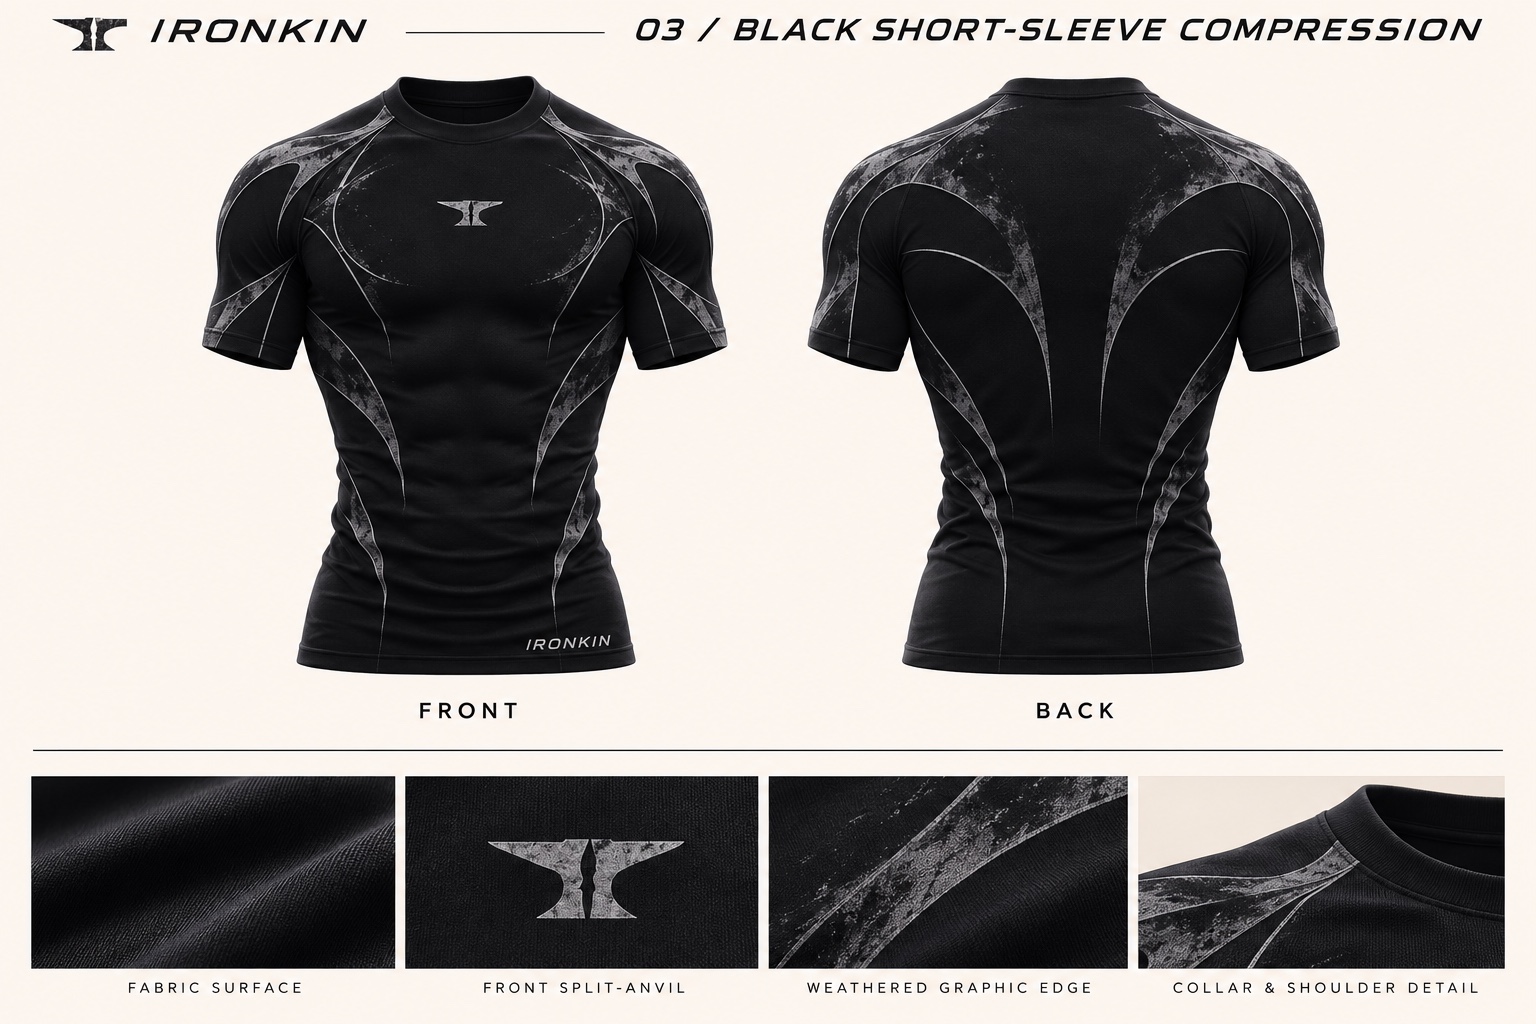 IRONKIN
03 / BLACK SHORT-SLEEVE COMPRESSION
IRONKIN
FRONT
BACK
FABRIC SURFACE
FRONT SPLIT-ANVIL
WEATHERED GRAPHIC EDGE
COLLAR & SHOULDER DETAIL